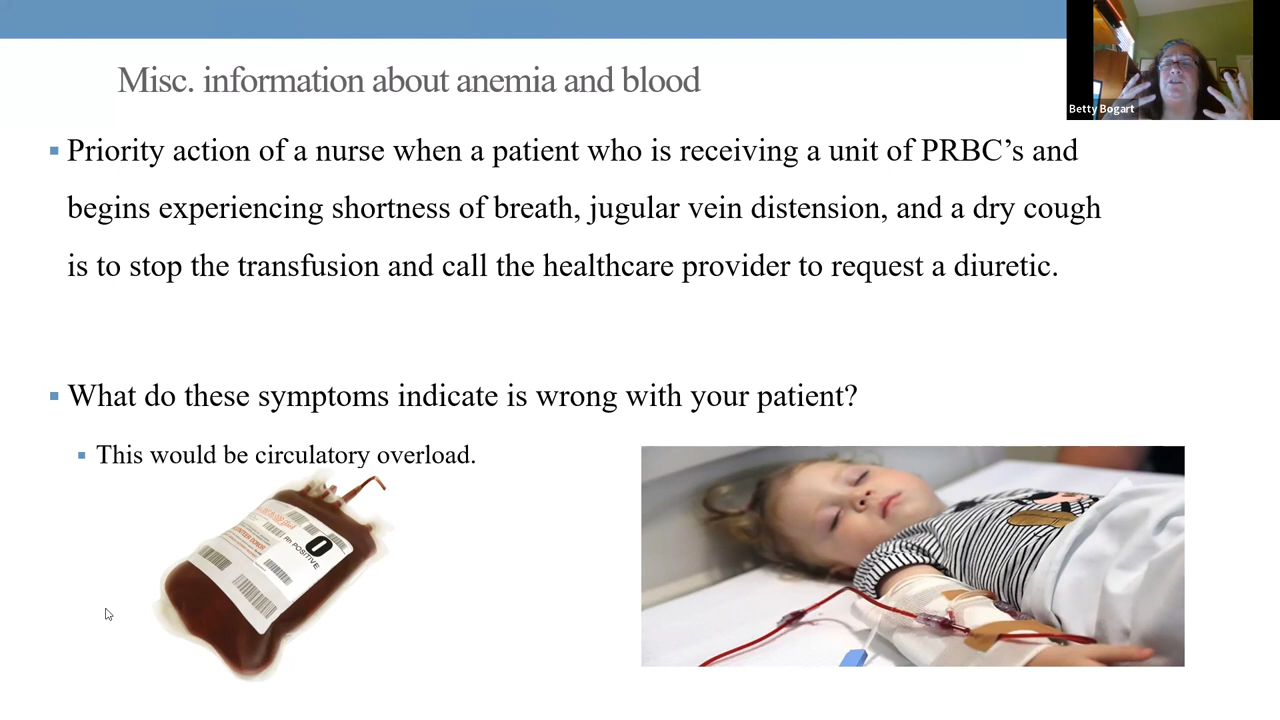 Misc. information about anemia and blood
Betty Bogart
Priority action of a nurse when a patient who is receiving a unit of PRBC’s and
begins experiencing shortness of breath, jugular vein distension, and a dry cough
is to stop the transfusion and call the healthcare provider to request a diuretic.
What do these symptoms indicate is wrong with your patient?
This would be circulatory overload.
O
Rh POSITIVE